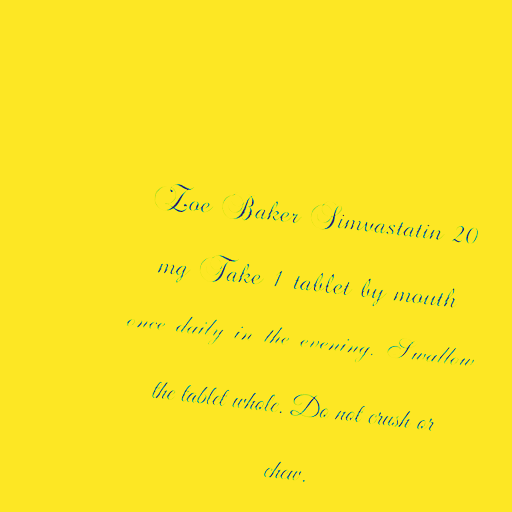 Zoe Baker Simvastatin 20
mg Take 1 tablet by mouth
once daily in the evening. Swallow
the tablet whole. Do not crush or
chew.